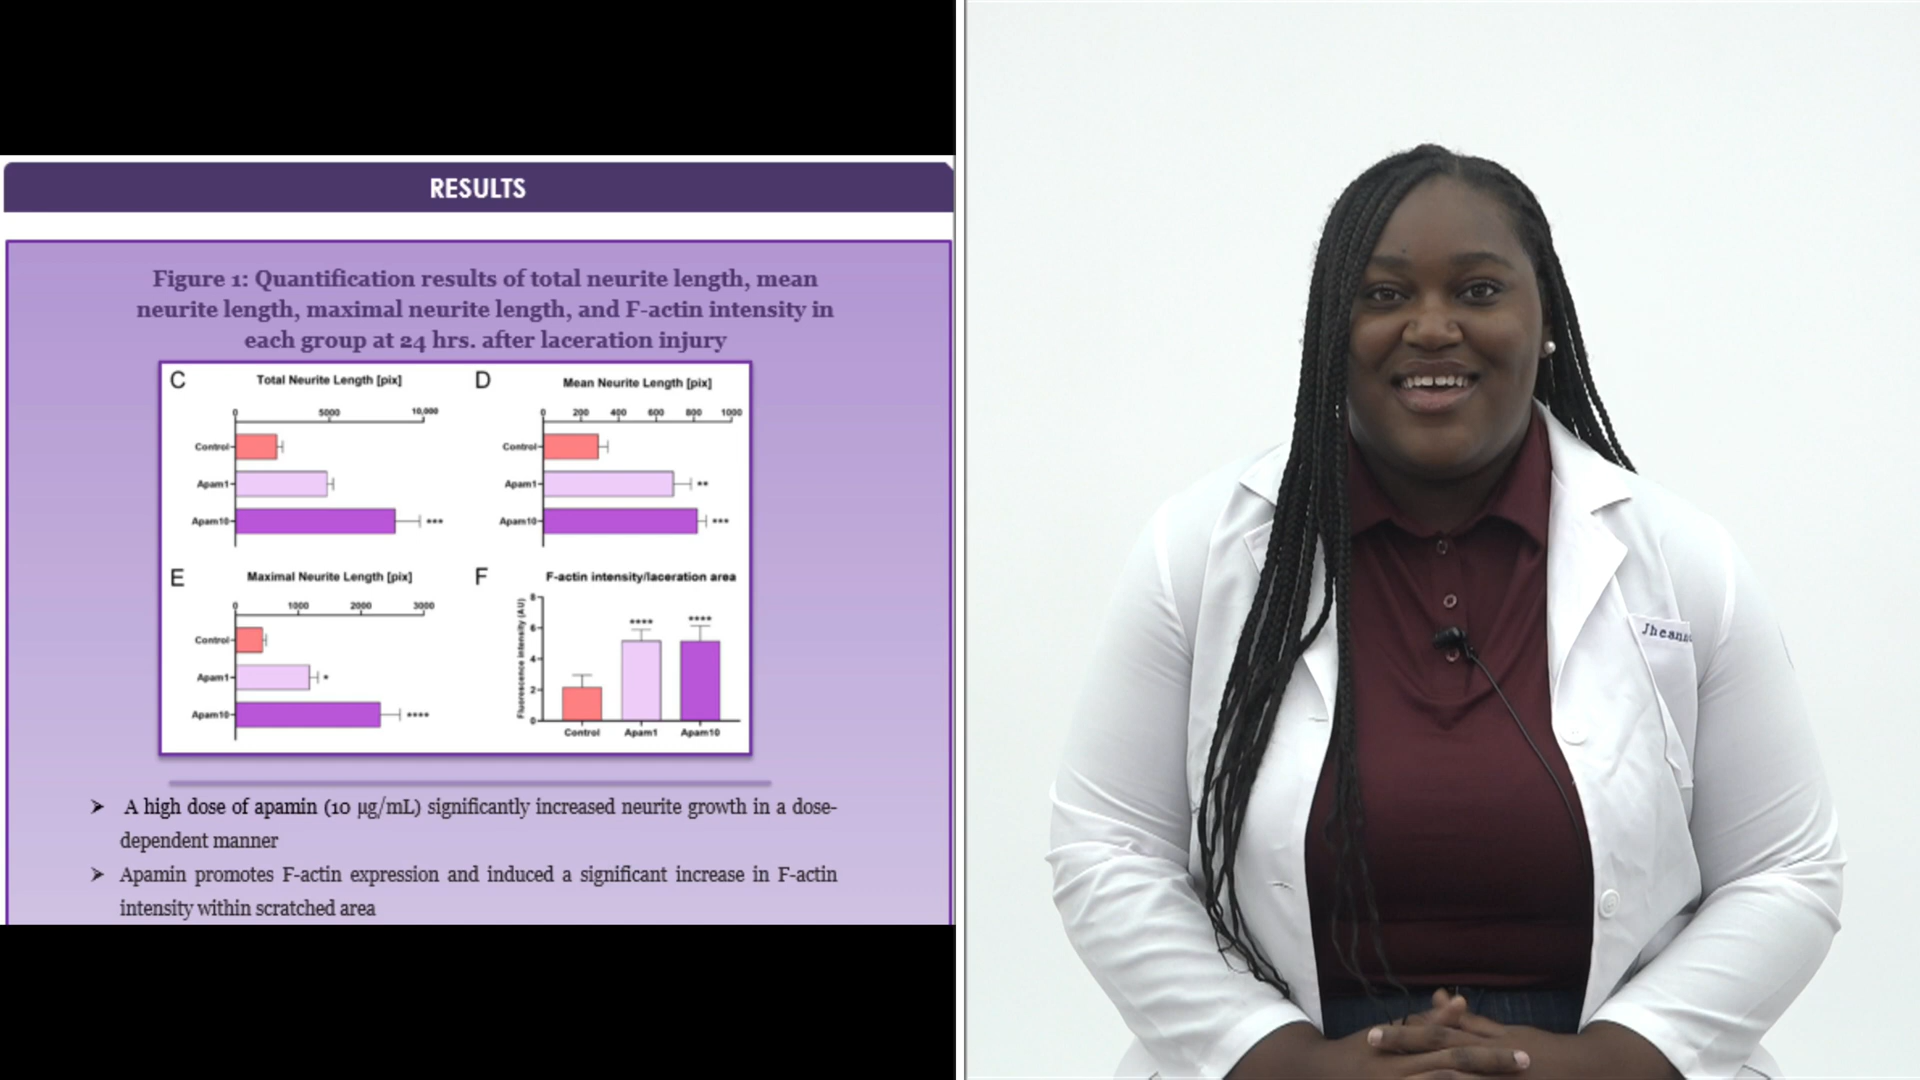 RESULTS
Figure 1: Quantification results of total neurite length, mean
neurite length, maximal neurite length, and F-actin intensity in
each group at 24 hrs. after laceration injury
C
Total Neurite Length [pix]
0 5000 10,000
Control
Apam1
Apam10 ***
D
Mean Neurite Length [pix]
0 200 400 600 800 1000
Control
Apam1 **
Apam10 ***
E
Maximal Neurite Length [pix]
0 1000 2000 3000
Control
Apam1 *
Apam10 ****
F
F-actin intensity/laceration area
Fluorescence intensity (AU)
8
6
4
2
0
**** ****
Control Apam1 Apam10
➤ A high dose of apamin (10 µg/mL) significantly increased neurite growth in a dose-
dependent manner
➤ Apamin promotes F-actin expression and induced a significant increase in F-actin
intensity within scratched area